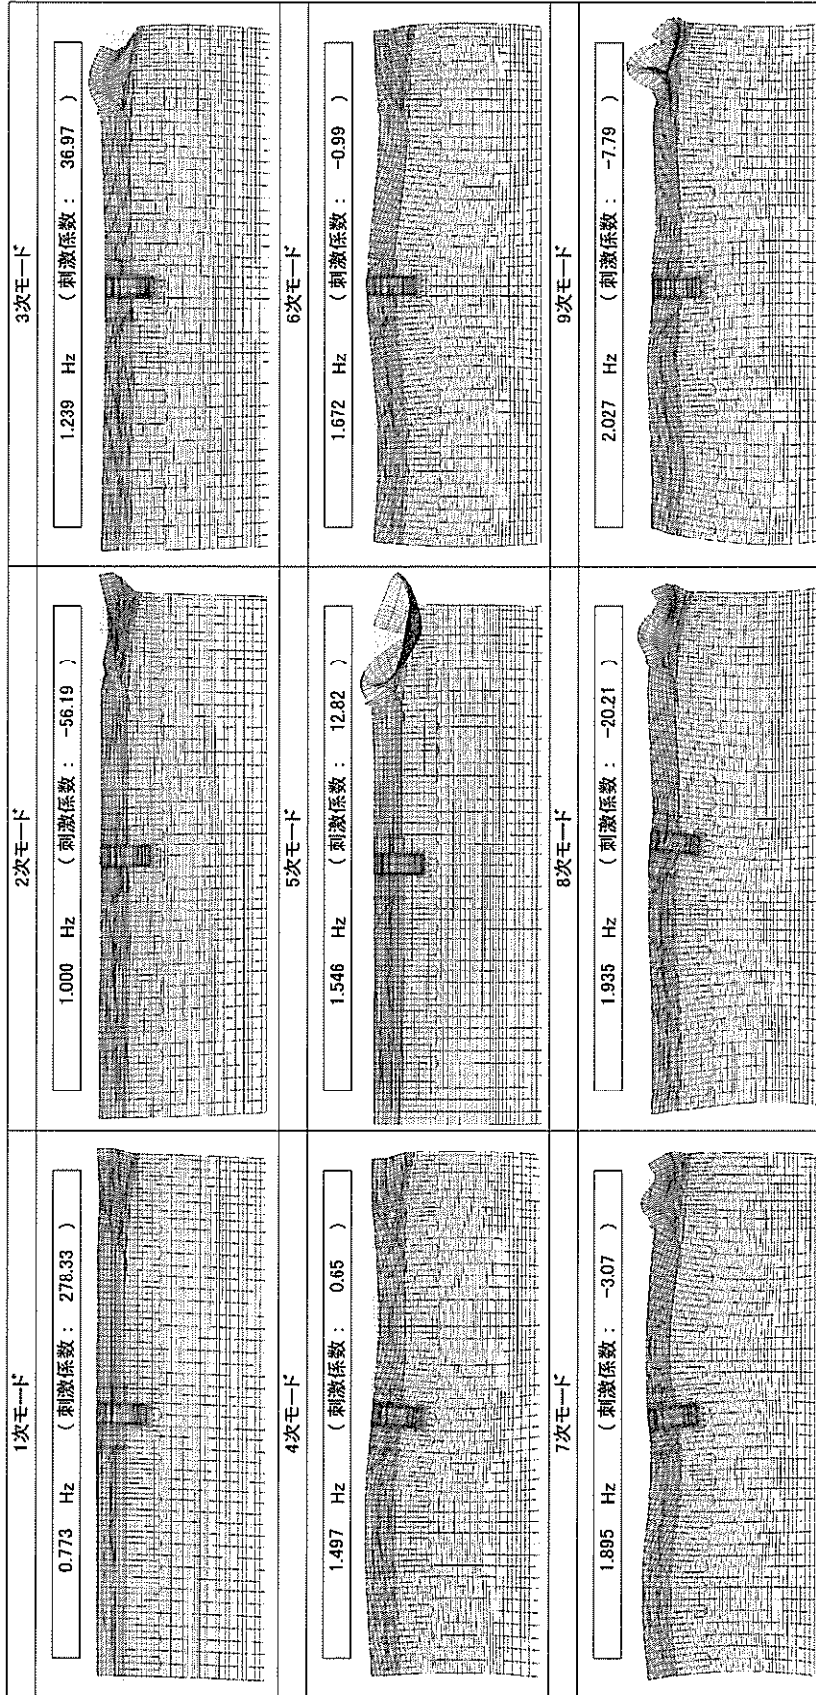 1次モード
0.773 Hz （ 刺激係数 : 278.33 ）
2次モード
1.000 Hz （ 刺激係数 : -56.19 ）
3次モード
1.239 Hz （ 刺激係数 : 36.97 ）
4次モード
1.497 Hz （ 刺激係数 : 0.65 ）
5次モード
1.546 Hz （ 刺激係数 : 12.82 ）
6次モード
1.672 Hz （ 刺激係数 : -0.99 ）
7次モード
1.895 Hz （ 刺激係数 : -3.07 ）
8次モード
1.935 Hz （ 刺激係数 : -20.21 ）
9次モード
2.027 Hz （ 刺激係数 : -7.79 ）